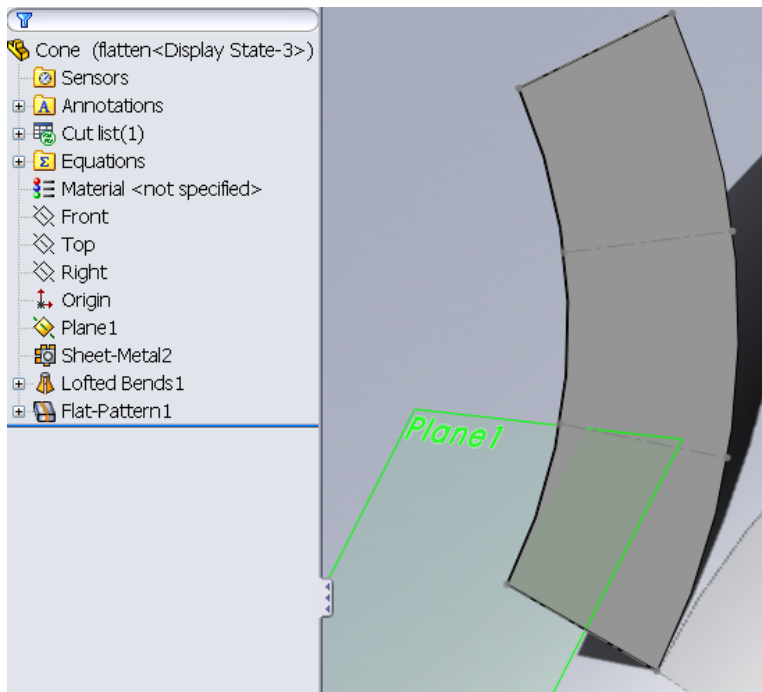 Cone (flatten<Display State-3>)
Sensors
Annotations
Cut list(1)
Equations
Material <not specified>
Front
Top
Right
Origin
Plane1
Sheet-Metal2
Lofted Bends1
Flat-Pattern1
Plane1